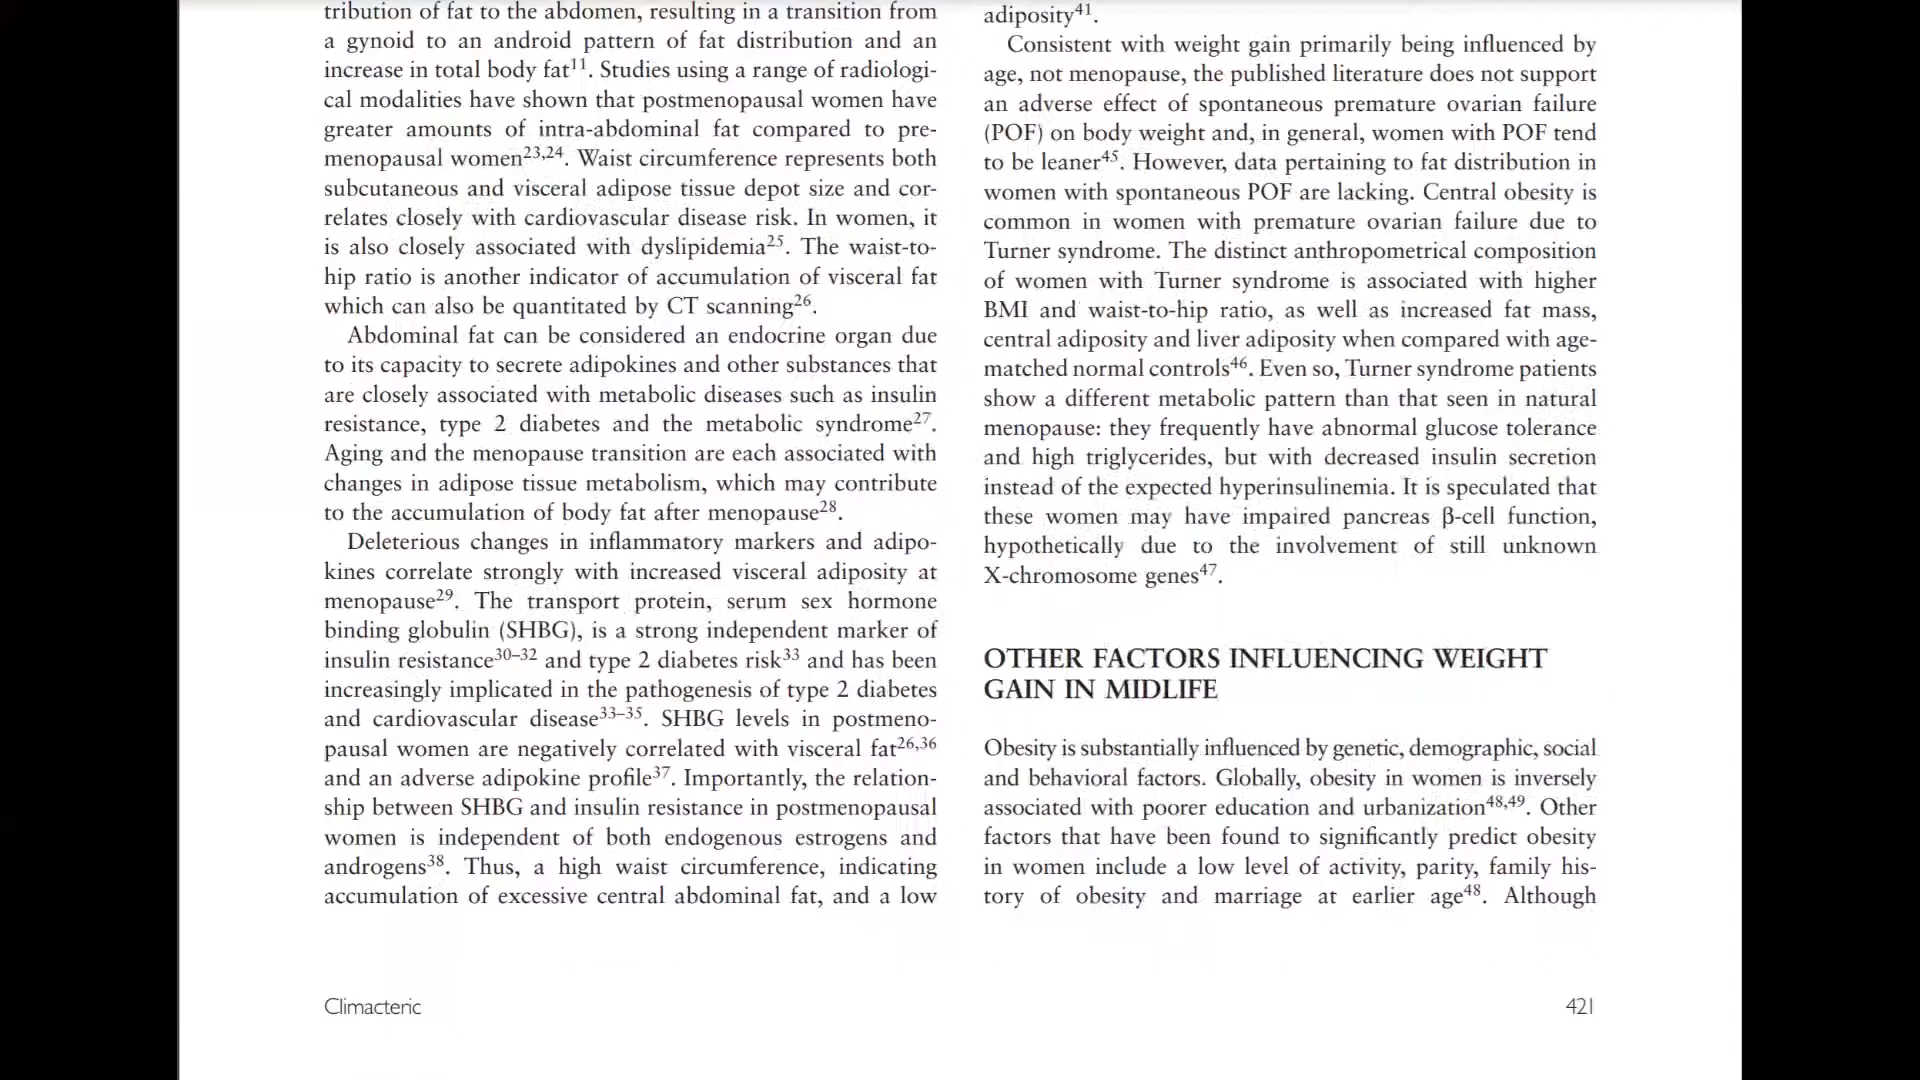 tribution of fat to the abdomen, resulting in a transition from
a gynoid to an android pattern of fat distribution and an
increase in total body fat11. Studies using a range of radiologi-
cal modalities have shown that postmenopausal women have
greater amounts of intra-abdominal fat compared to pre-
menopausal women23,24. Waist circumference represents both
subcutaneous and visceral adipose tissue depot size and cor-
relates closely with cardiovascular disease risk. In women, it
is also closely associated with dyslipidemia25. The waist-to-
hip ratio is another indicator of accumulation of visceral fat
which can also be quantitated by CT scanning26.
Abdominal fat can be considered an endocrine organ due
to its capacity to secrete adipokines and other substances that
are closely associated with metabolic diseases such as insulin
resistance, type 2 diabetes and the metabolic syndrome27.
Aging and the menopause transition are each associated with
changes in adipose tissue metabolism, which may contribute
to the accumulation of body fat after menopause28.
Deleterious changes in inflammatory markers and adipo-
kines correlate strongly with increased visceral adiposity at
menopause29. The transport protein, serum sex hormone
binding globulin (SHBG), is a strong independent marker of
insulin resistance30–32 and type 2 diabetes risk33 and has been
increasingly implicated in the pathogenesis of type 2 diabetes
and cardiovascular disease33–35. SHBG levels in postmeno-
pausal women are negatively correlated with visceral fat26,36
and an adverse adipokine profile37. Importantly, the relation-
ship between SHBG and insulin resistance in postmenopausal
women is independent of both endogenous estrogens and
androgens38. Thus, a high waist circumference, indicating
accumulation of excessive central abdominal fat, and a low
adiposity41.
Consistent with weight gain primarily being influenced by
age, not menopause, the published literature does not support
an adverse effect of spontaneous premature ovarian failure
(POF) on body weight and, in general, women with POF tend
to be leaner45. However, data pertaining to fat distribution in
women with spontaneous POF are lacking. Central obesity is
common in women with premature ovarian failure due to
Turner syndrome. The distinct anthropometrical composition
of women with Turner syndrome is associated with higher
BMI and waist-to-hip ratio, as well as increased fat mass,
central adiposity and liver adiposity when compared with age-
matched normal controls46. Even so, Turner syndrome patients
show a different metabolic pattern than that seen in natural
menopause: they frequently have abnormal glucose tolerance
and high triglycerides, but with decreased insulin secretion
instead of the expected hyperinsulinemia. It is speculated that
these women may have impaired pancreas β-cell function,
hypothetically due to the involvement of still unknown
X-chromosome genes47.
OTHER FACTORS INFLUENCING WEIGHT
GAIN IN MIDLIFE
Obesity is substantially influenced by genetic, demographic, social
and behavioral factors. Globally, obesity in women is inversely
associated with poorer education and urbanization48,49. Other
factors that have been found to significantly predict obesity
in women include a low level of activity, parity, family his-
tory of obesity and marriage at earlier age48. Although
Climacteric
421